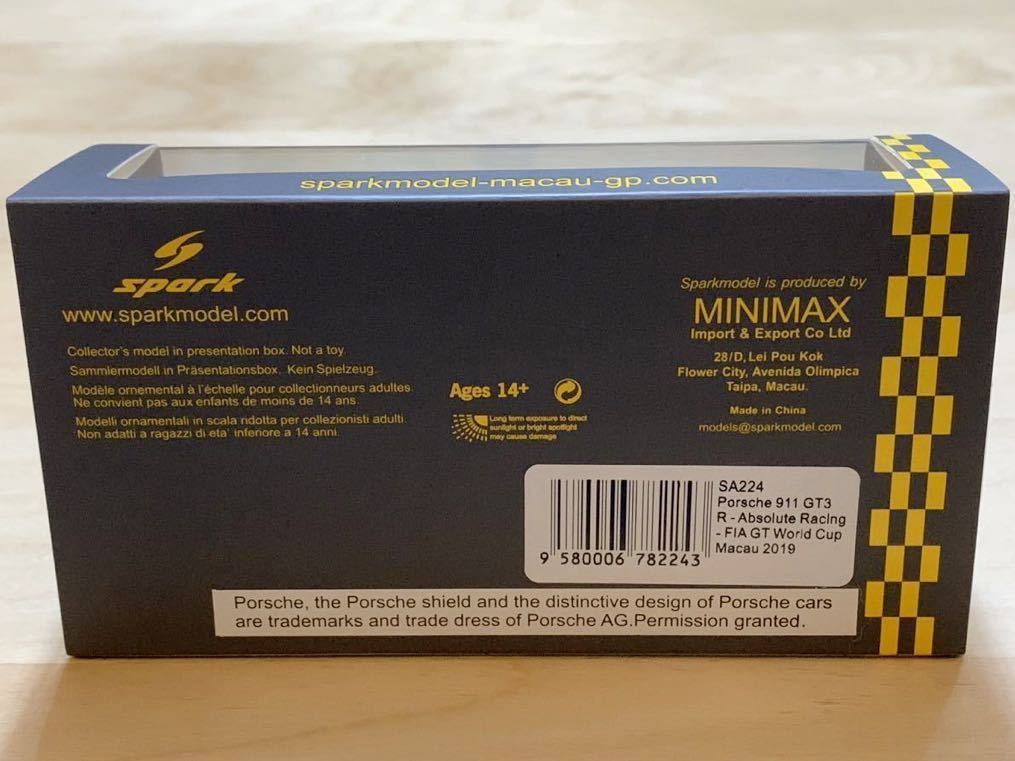 sparkmodel-macau-gp.com
spark
www.sparkmodel.com
Collector's model in presentation box. Not a toy.
Sammlermodell in Präsentationsbox. Kein Spielzeug.
Modèle ornemental à l'échelle pour collectionneurs adultes.
Ne convient pas aux enfants de moins de 14 ans.
Modelli ornamentali in scala ridotta per collezionisti adulti.
Non adatti a ragazzi di eta' inferiore a 14 anni.
Ages 14+
Long term exposure to direct
sunlight or bright spotlight
may cause damage
Sparkmodel is produced by
MINIMAX
Import & Export Co Ltd
28/D, Lei Pou Kok
Flower City, Avenida Olimpica
Taipa, Macau.
Made in China
models@sparkmodel.com
SA224
Porsche 911 GT3
R - Absolute Racing
- FIA GT World Cup
Macau 2019
9 580006 782243
Porsche, the Porsche shield and the distinctive design of Porsche cars
are trademarks and trade dress of Porsche AG.Permission granted.